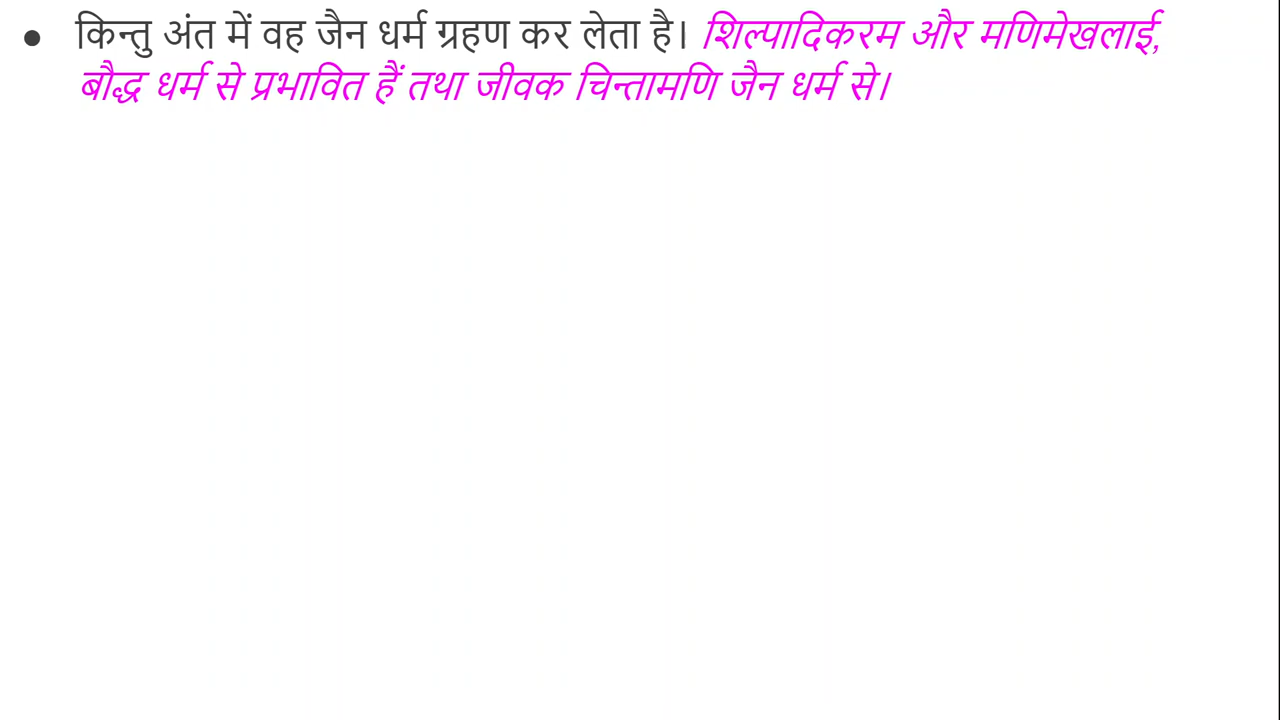 ● किन्तु अंत में वह जैन धर्म ग्रहण कर लेता है। शिल्पादिकरम और मणिमेखलाई,
बौद्ध धर्म से प्रभावित हैं तथा जीवक चिन्तामणि जैन धर्म से।